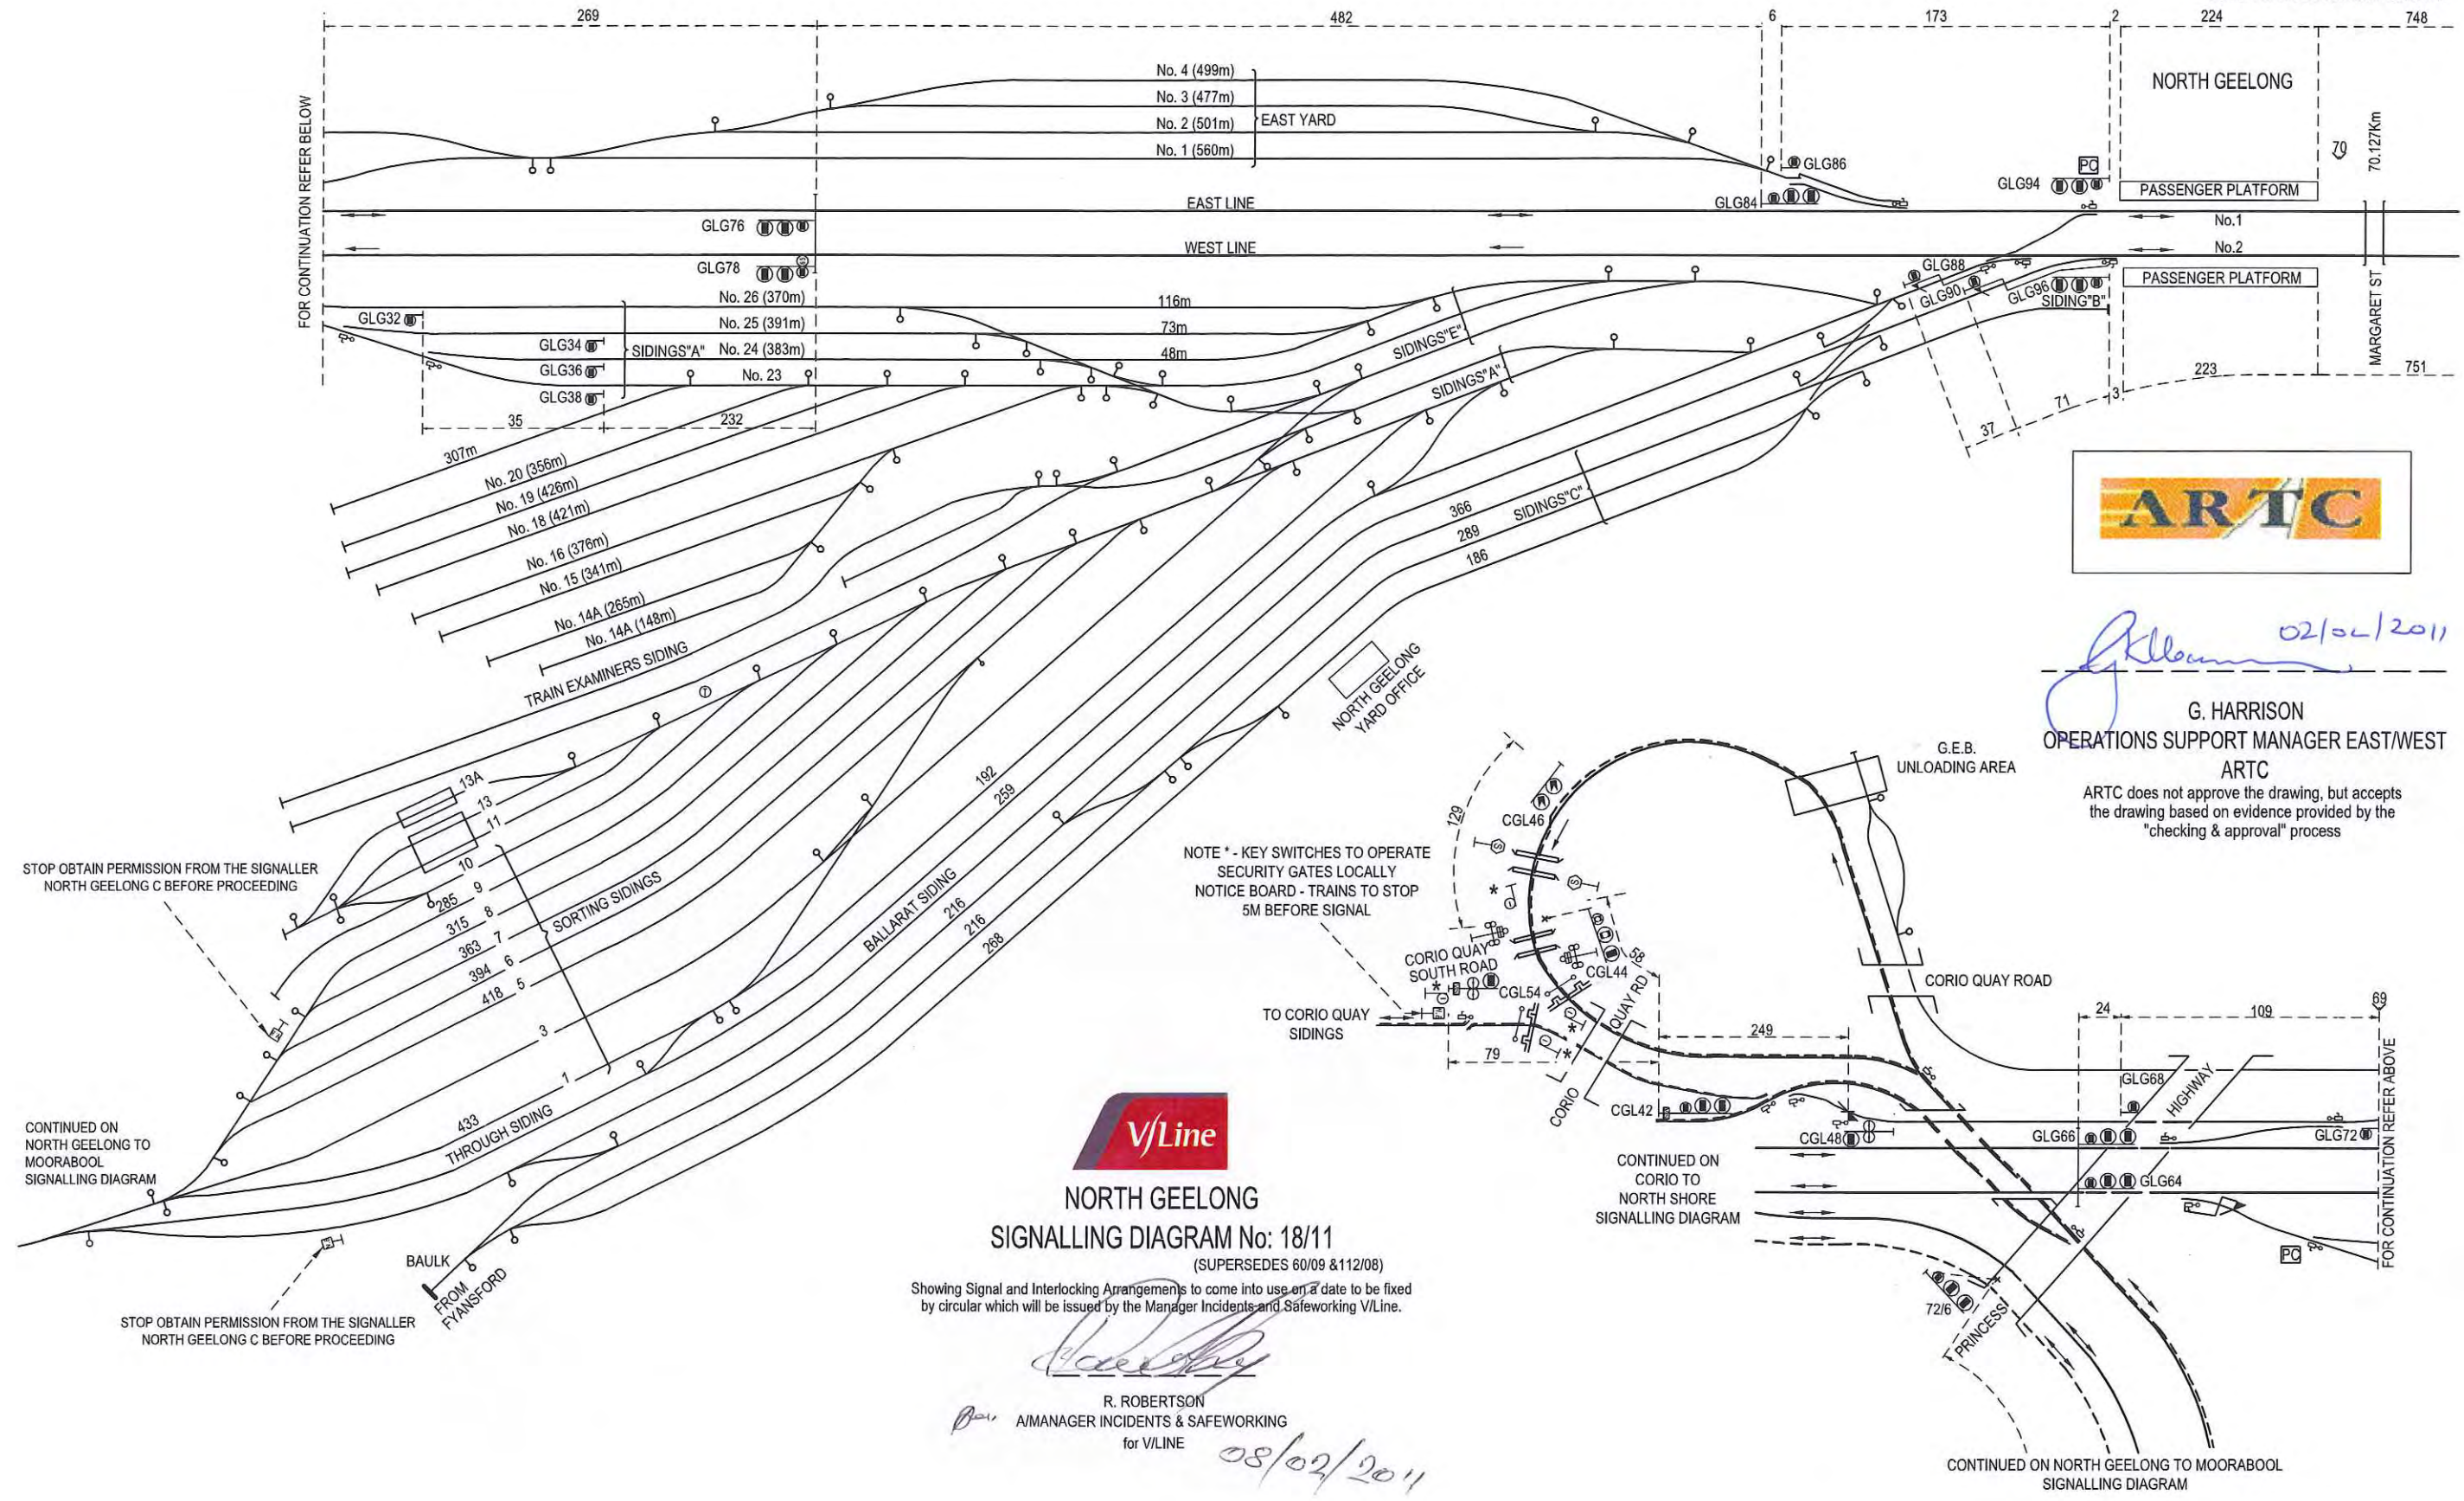 269
482
6
173
2
224
748
No. 4 (499m)
No. 3 (477m)
No. 2 (501m)
No. 1 (560m)
EAST YARD
NORTH GEELONG
FOR CONTINUATION REFER BELOW
GLG86
GLG84
GLG94
PC
PASSENGER PLATFORM
70
70.127Km
EAST LINE
No.1
GLG76
WEST LINE
No.2
GLG78
GLG88
GLG90
GLG96
SIDING"B"
PASSENGER PLATFORM
MARGARET ST
No. 26 (370m)
116m
GLG32
No. 25 (391m)
73m
GLG34
SIDINGS"A"
No. 24 (383m)
48m
GLG36
No. 23
GLG38
SIDINGS"E"
SIDINGS"A"
35
232
223
751
71
3
37
307m
No. 20 (356m)
No. 19 (426m)
No. 18 (421m)
No. 16 (376m)
No. 15 (341m)
No. 14A (265m)
No. 14A (148m)
TRAIN EXAMINERS SIDING
366
289
186
SIDINGS"C"
ARTC
02/02/2011
G. HARRISON
OPERATIONS SUPPORT MANAGER EAST/WEST
ARTC
ARTC does not approve the drawing, but accepts
the drawing based on evidence provided by the
"checking & approval" process
NORTH GEELONG
YARD OFFICE
T
13A
13
11
10
285 9
315 8
363 7
394 6
418 5
3
1
SORTING SIDINGS
192
259
BALLARAT SIDING
216
216
268
433
THROUGH SIDING
STOP OBTAIN PERMISSION FROM THE SIGNALLER
NORTH GEELONG C BEFORE PROCEEDING
CONTINUED ON
NORTH GEELONG TO
MOORABOOL
SIGNALLING DIAGRAM
STOP OBTAIN PERMISSION FROM THE SIGNALLER
NORTH GEELONG C BEFORE PROCEEDING
BAULK
FROM
FYANSFORD
G.E.B.
UNLOADING AREA
129
CGL46
S
S
NOTE * - KEY SWITCHES TO OPERATE
SECURITY GATES LOCALLY
NOTICE BOARD - TRAINS TO STOP
5M BEFORE SIGNAL
*
CORIO QUAY
SOUTH ROAD
CGL44
58
*
CGL54
TO CORIO QUAY
SIDINGS
*
*
79
CORIO
QUAY RD
249
CORIO QUAY ROAD
24
109
69
CGL42
CGL48
GLG68
HIGHWAY
GLG66
GLG72
GLG64
FOR CONTINUATION REFER ABOVE
CONTINUED ON
CORIO TO
NORTH SHORE
SIGNALLING DIAGRAM
PC
72/6
PRINCESS
CONTINUED ON NORTH GEELONG TO MOORABOOL
SIGNALLING DIAGRAM
V/Line
NORTH GEELONG
SIGNALLING DIAGRAM No: 18/11
(SUPERSEDES 60/09 &112/08)
Showing Signal and Interlocking Arrangements to come into use on a date to be fixed
by circular which will be issued by the Manager Incidents and Safeworking V/Line.
R. ROBERTSON
A/MANAGER INCIDENTS & SAFEWORKING
for V/LINE
08/02/2011